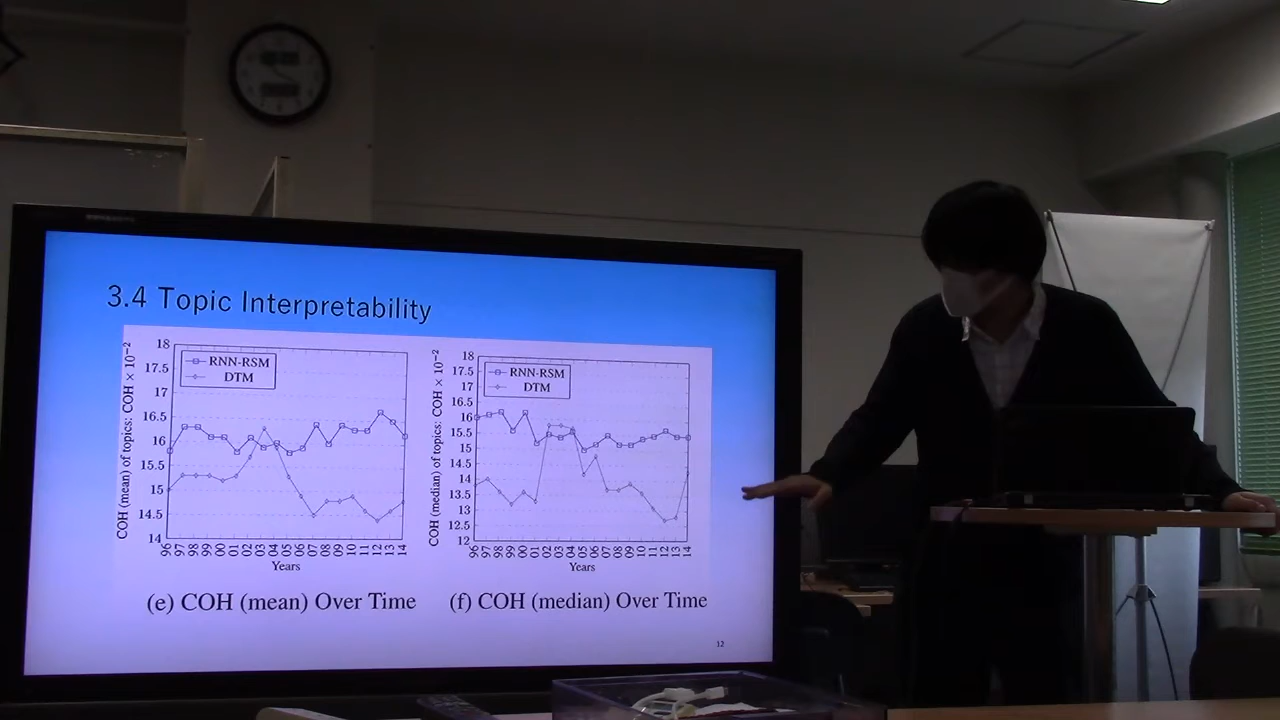 3.4 Topic Interpretability
COH (mean) of topics: COH × 10⁻²
18
17.5
17
16.5
16
15.5
15
14.5
14
RNN-RSM
DTM
96 97 98 99 00 01 02 03 04 05 06 07 08 09 10 11 12 13 14
Years
(e) COH (mean) Over Time
COH (median) of topics: COH × 10⁻²
18
17.5
17
16.5
16
15.5
15
14.5
14
13.5
13
12.5
12
RNN-RSM
DTM
96 97 98 99 00 01 02 03 04 05 06 07 08 09 10 11 12 13 14
Years
(f) COH (median) Over Time
12